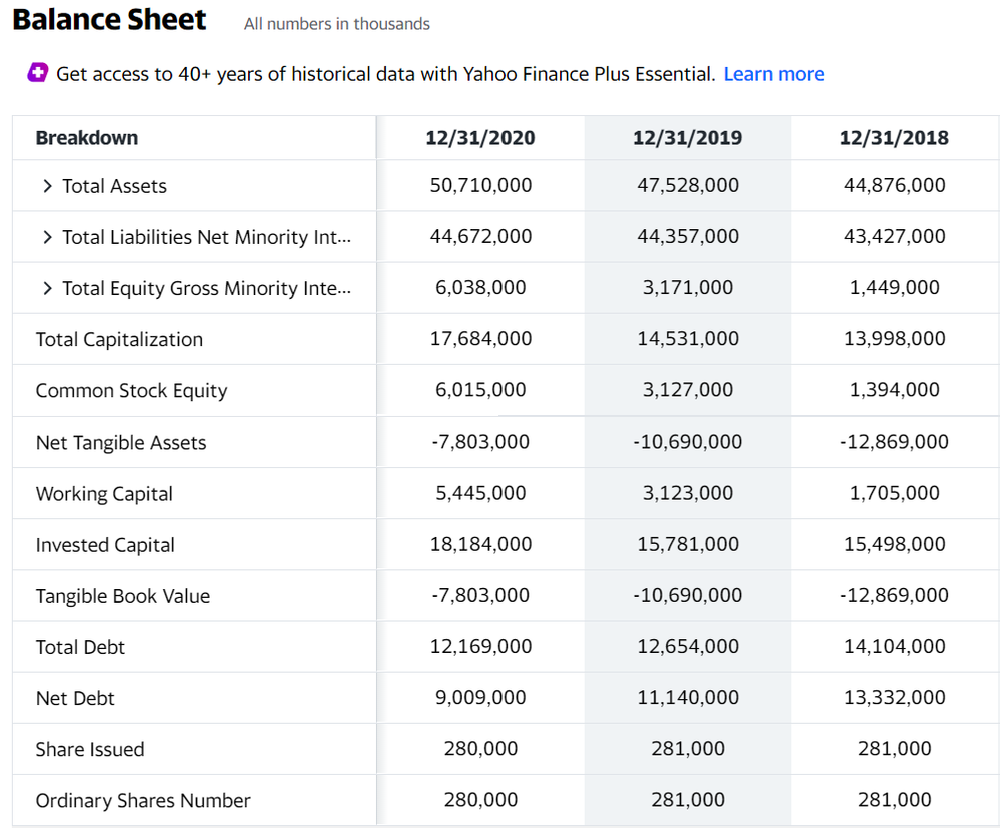 Balance Sheet All numbers in thousands
Get access to 40+ years of historical data with Yahoo Finance Plus Essential. Learn more
Breakdown 12/31/2020 12/31/2019 12/31/2018
Total Assets 50,710,000 47,528,000 44,876,000
Total Liabilities Net Minority Int... 44,672,000 44,357,000 43,427,000
Total Equity Gross Minority Inte... 6,038,000 3,171,000 1,449,000
Total Capitalization 17,684,000 14,531,000 13,998,000
Common Stock Equity 6,015,000 3,127,000 1,394,000
Net Tangible Assets -7,803,000 -10,690,000 -12,869,000
Working Capital 5,445,000 3,123,000 1,705,000
Invested Capital 18,184,000 15,781,000 15,498,000
Tangible Book Value -7,803,000 -10,690,000 -12,869,000
Total Debt 12,169,000 12,654,000 14,104,000
Net Debt 9,009,000 11,140,000 13,332,000
Share Issued 280,000 281,000 281,000
Ordinary Shares Number 280,000 281,000 281,000